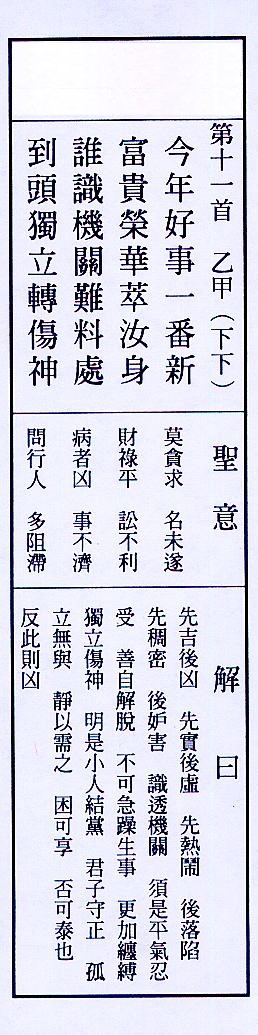 第十一首　乙甲（下下）
今年好事一番新
富貴榮華萃汝身
誰識機關難料處
到頭獨立轉傷神
聖意
莫貪求　名未遂
財祿平　訟不利
病者凶　事不濟
問行人　多阻滯
解曰
先吉後凶　先實後虛　先熱鬧　後落陷
先稠密　後妒害　識透機關　須是平氣忍
受　善自解脫　不可急躁生事　更加纏縛
獨立傷神　明是小人結黨　君子守正　孤
立無與　靜以需之　困可享　否可泰也
反此則凶